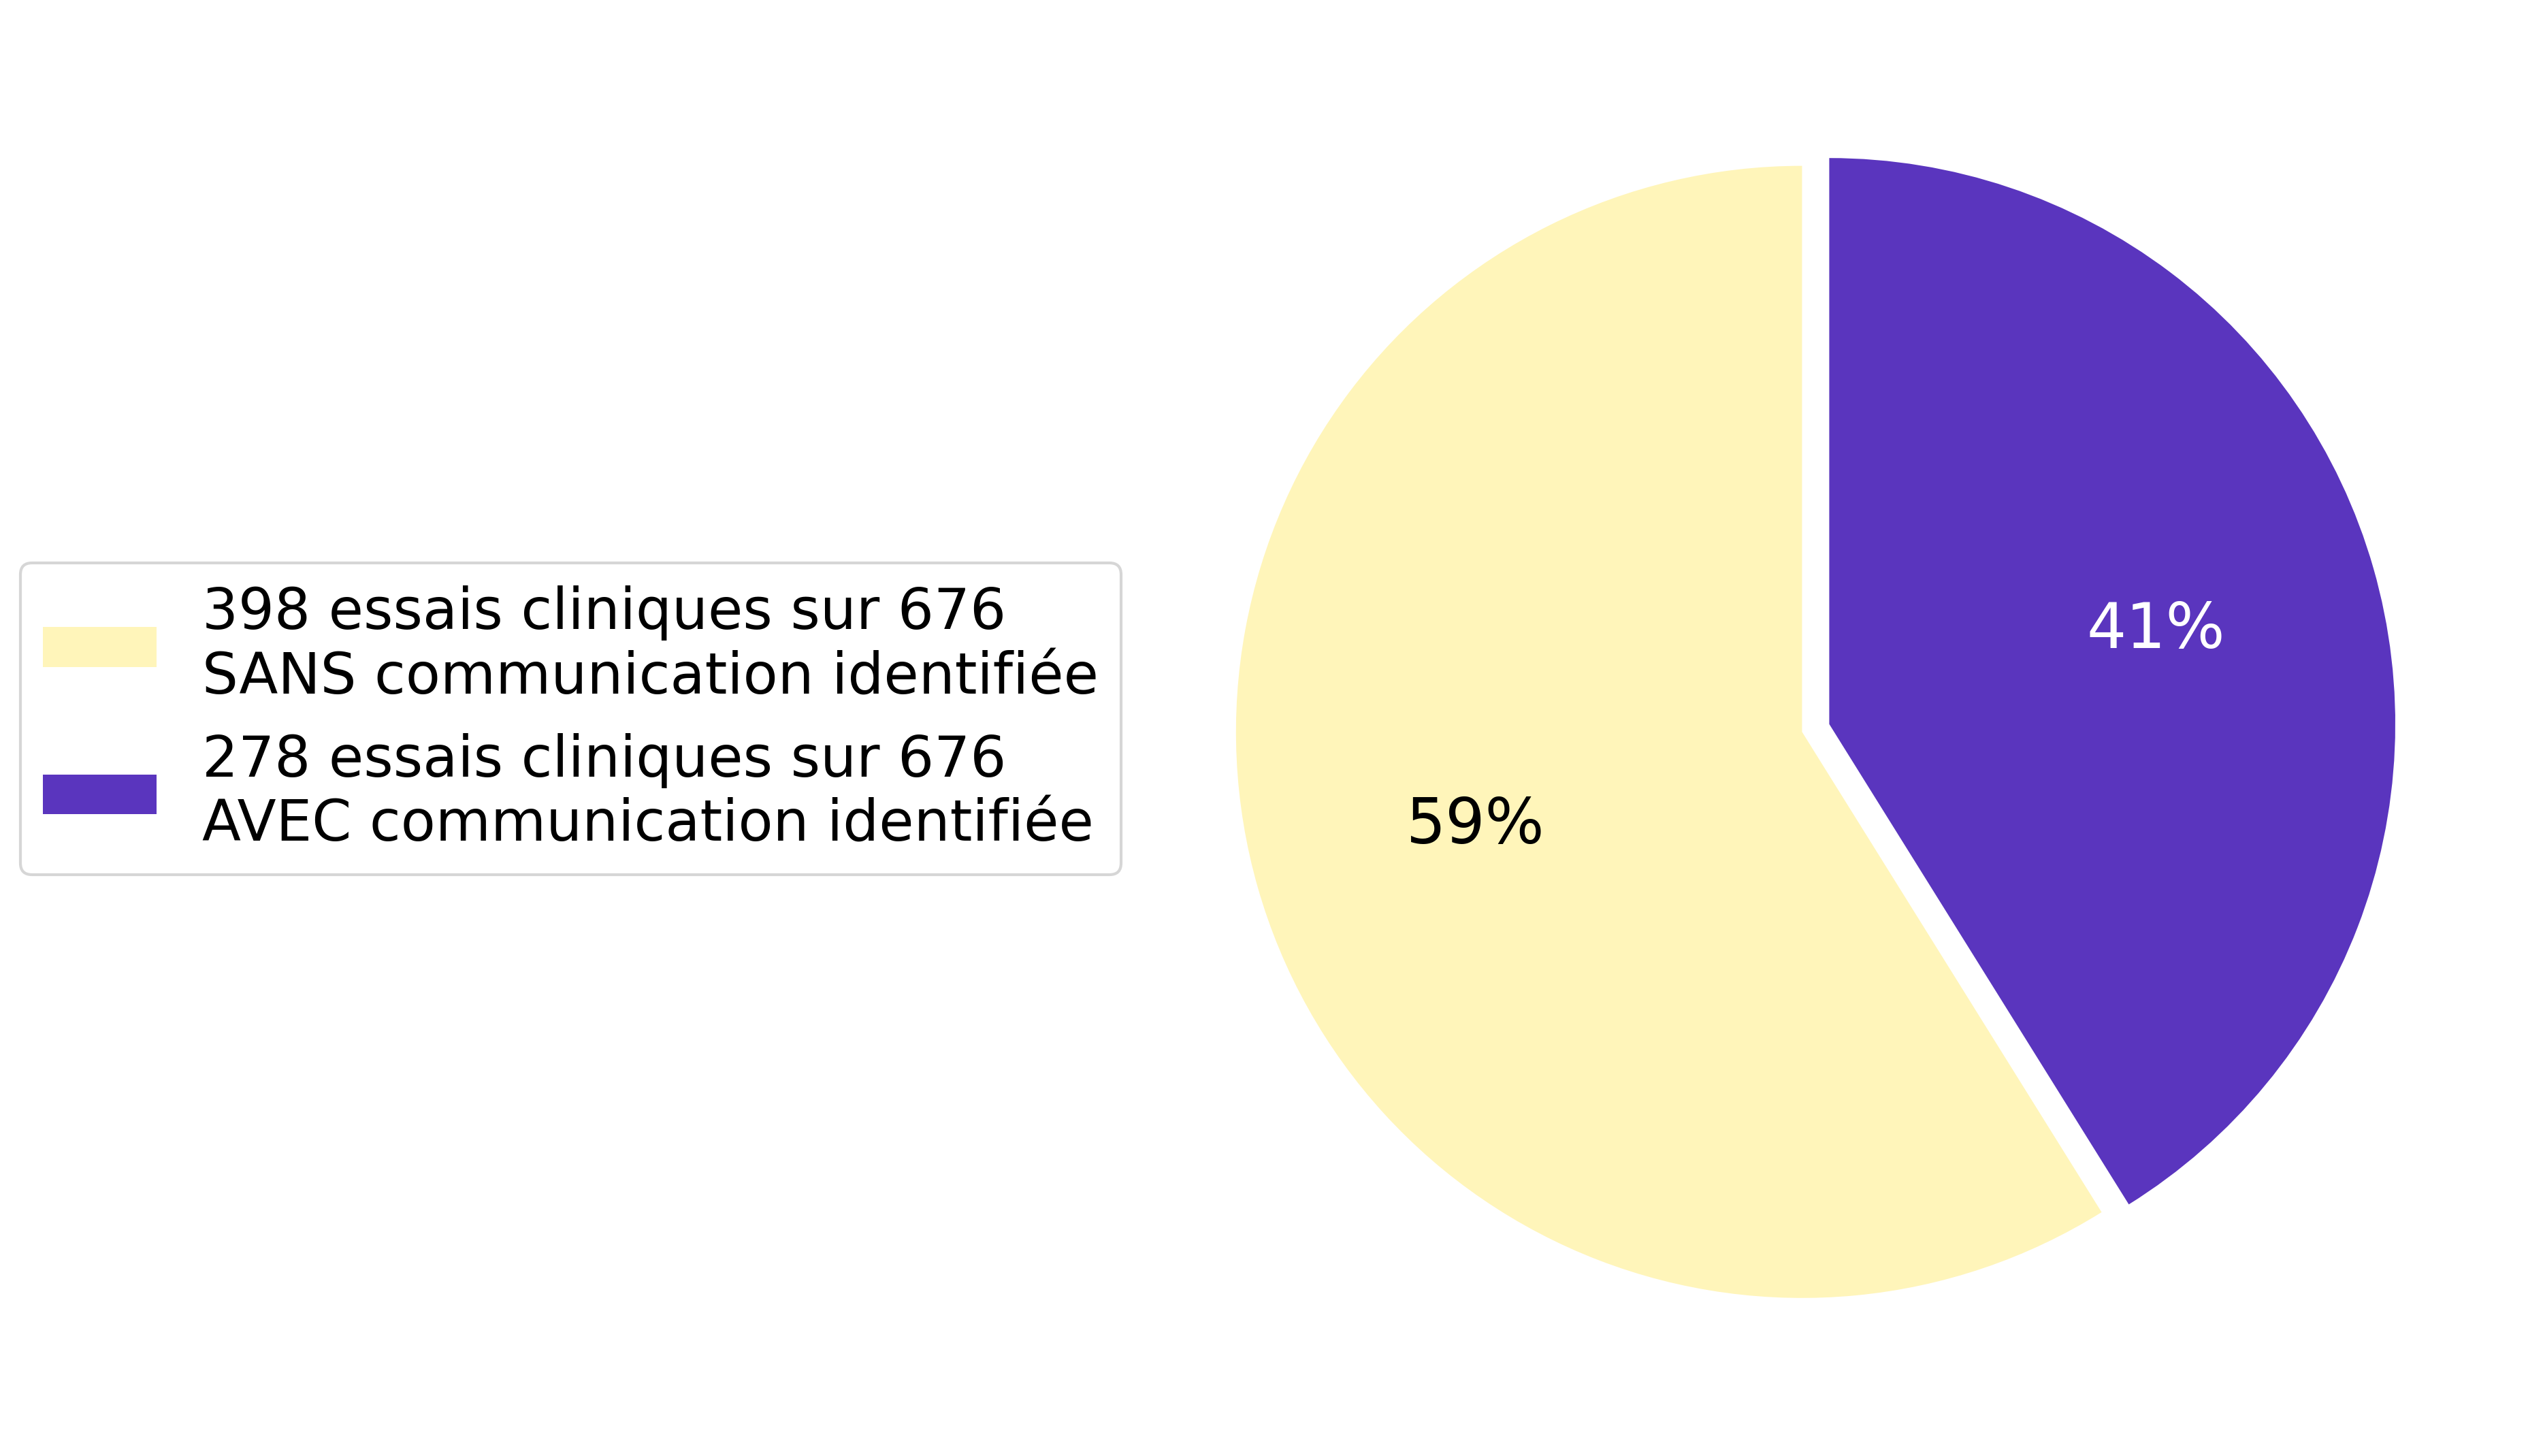 398 essais cliniques sur 676
SANS communication identifiée
278 essais cliniques sur 676
AVEC communication identifiée
41%
59%